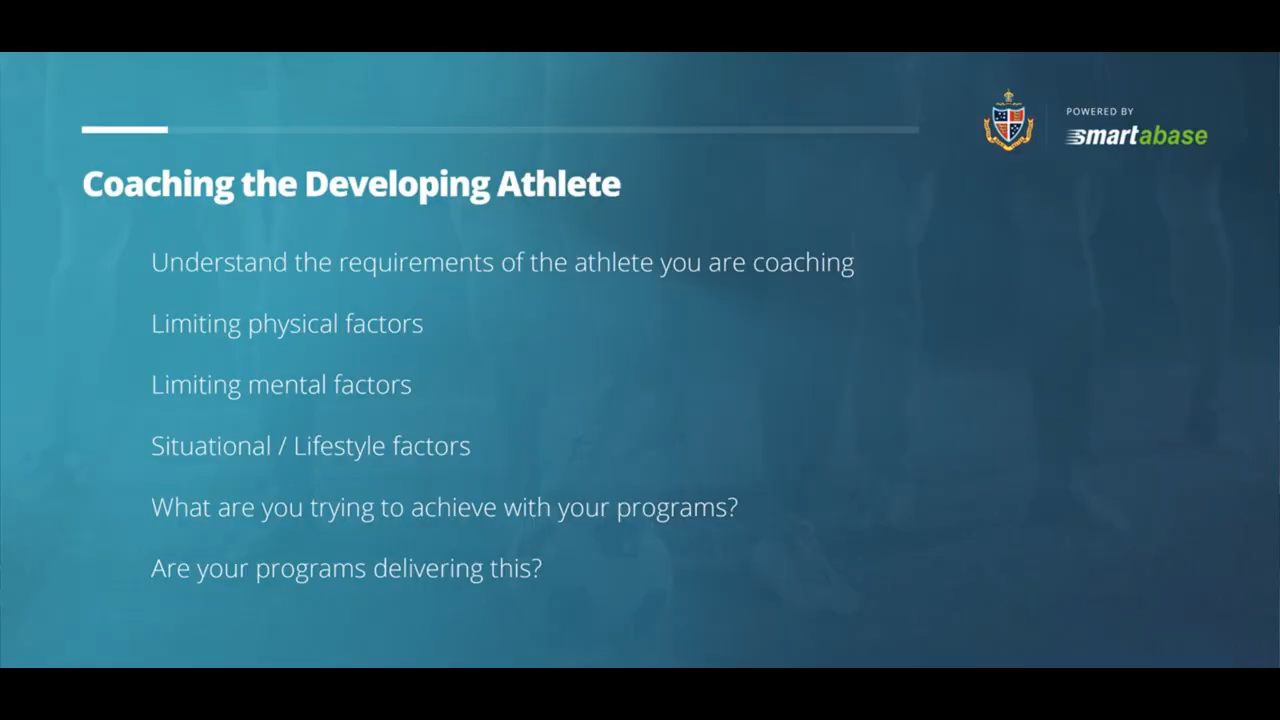 POWERED BY
smartabase
Coaching the Developing Athlete
Understand the requirements of the athlete you are coaching
Limiting physical factors
Limiting mental factors
Situational / Lifestyle factors
What are you trying to achieve with your programs?
Are your programs delivering this?